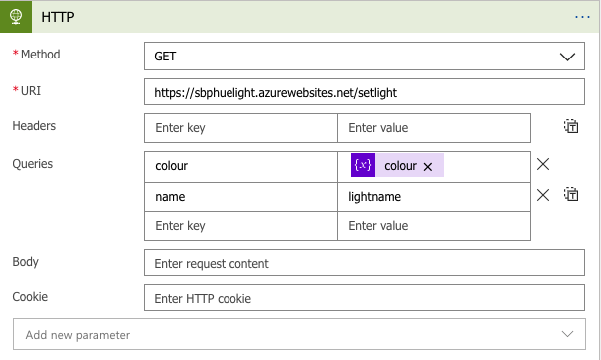 HTTP ...
* Method GET
* URI https://sbphuelight.azurewebsites.net/setlight
Headers Enter key Enter value
Queries colour {x} colour ×
name lightname
Enter key Enter value
Body Enter request content
Cookie Enter HTTP cookie
Add new parameter